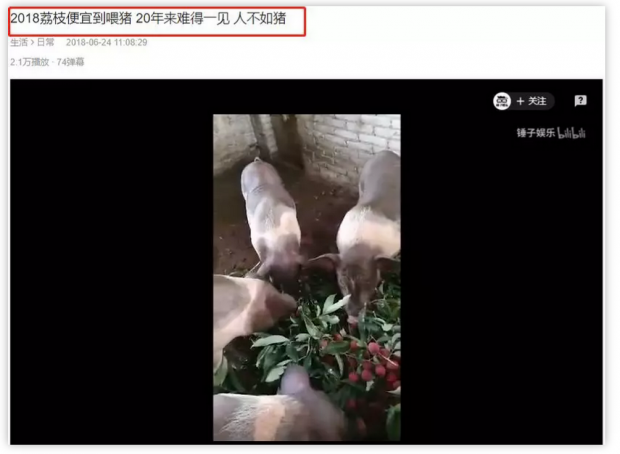 2018荔枝便宜到喂猪 20年来难得一见 人不如猪
生活 > 日常 2018-06-24 11:08:29
2.1万播放 · 74弹幕
+ 关注
锤子娱乐 bilibili